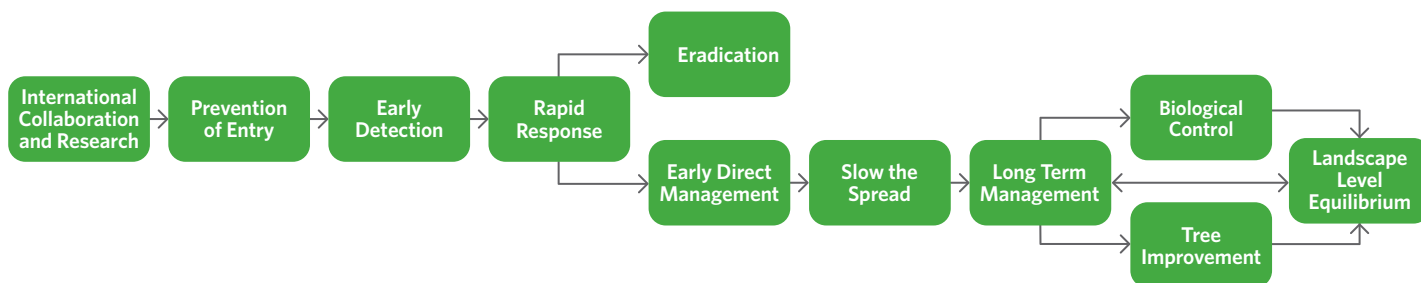 International
Collaboration
and Research
Prevention
of Entry
Early
Detection
Rapid
Response
Eradication
Early Direct
Management
Slow the
Spread
Long Term
Management
Biological
Control
Tree
Improvement
Landscape
Level
Equilibrium